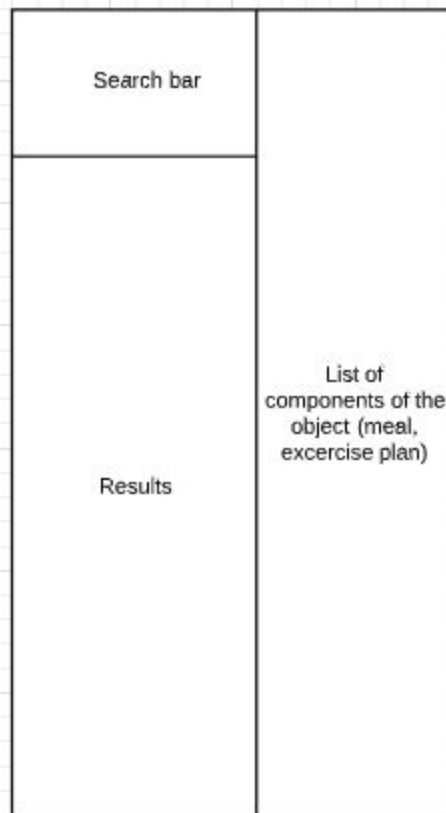 Search bar
Results
List of
components of the
object (meal,
excercise plan)